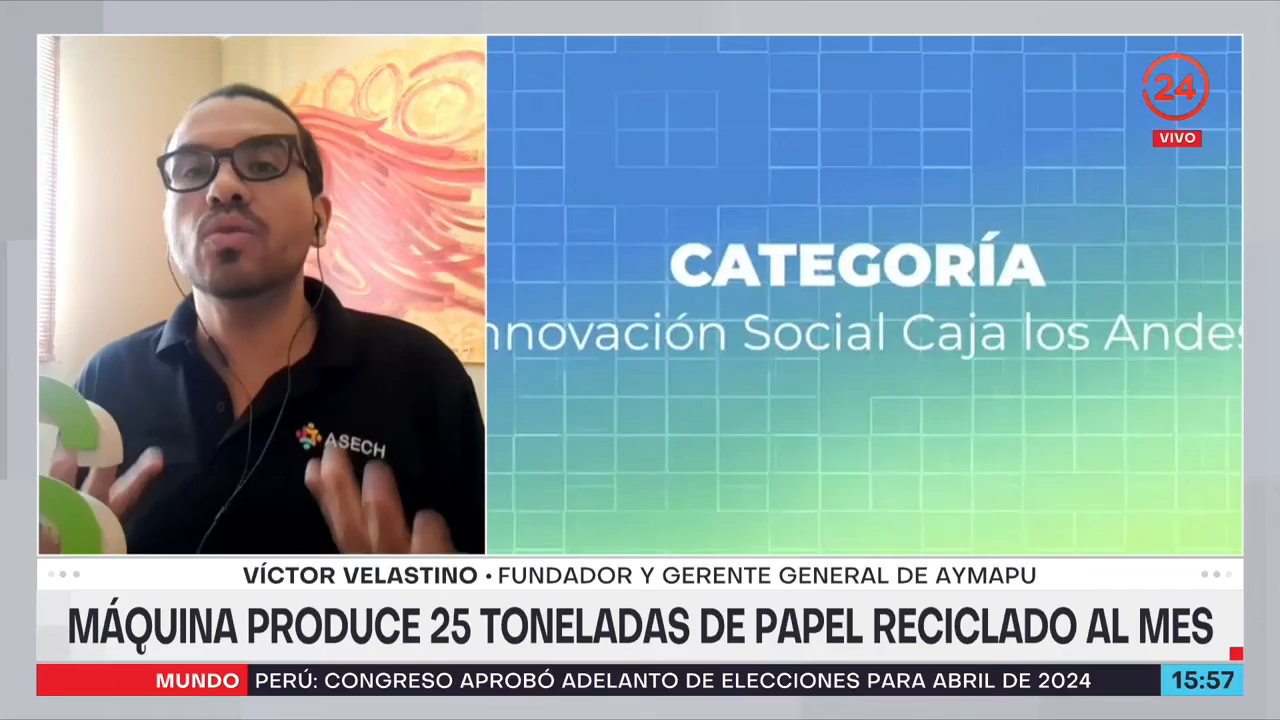 24
VIVO
CATEGORÍA
nnovación Social Caja los Andes
ASECH
VÍCTOR VELASTINO • FUNDADOR Y GERENTE GENERAL DE AYMAPU
MÁQUINA PRODUCE 25 TONELADAS DE PAPEL RECICLADO AL MES
MUNDO PERÚ: CONGRESO APROBÓ ADELANTO DE ELECCIONES PARA ABRIL DE 2024 15:57